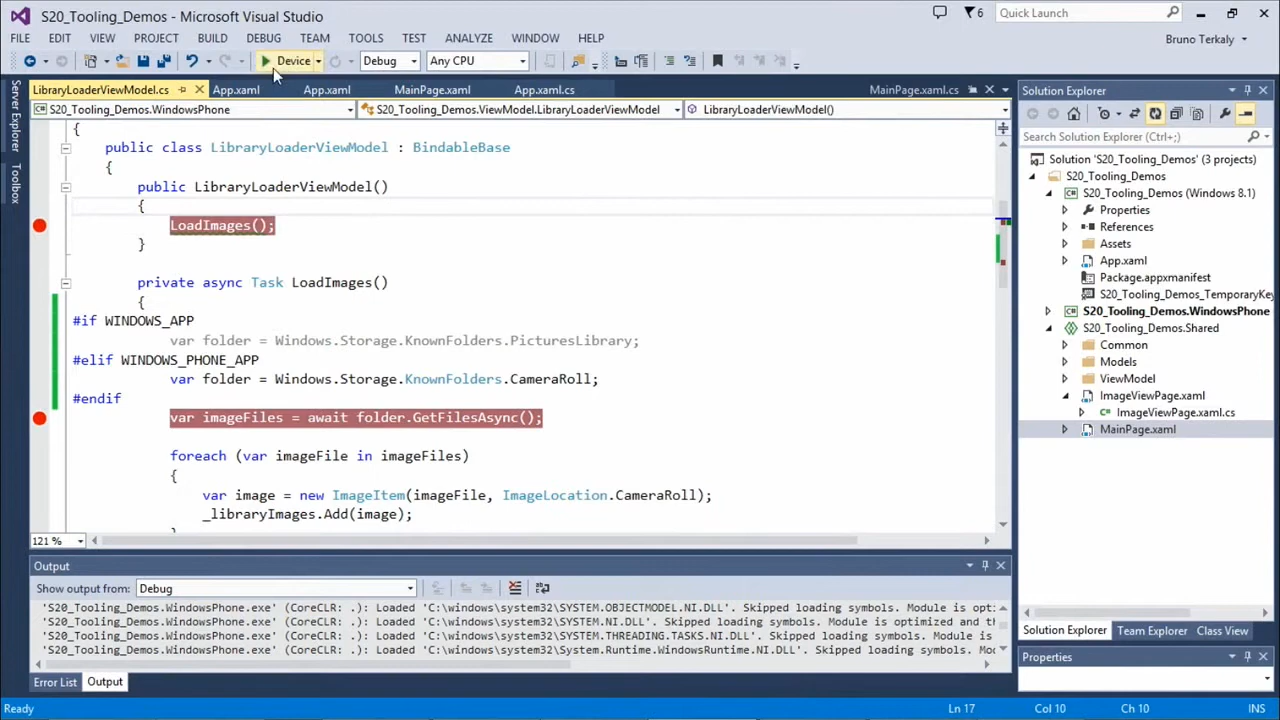 S20_Tooling_Demos - Microsoft Visual Studio
6
Quick Launch
FILE EDIT VIEW PROJECT BUILD DEBUG TEAM TOOLS TEST ANALYZE WINDOW HELP
Bruno Terkaly
Device
Debug
Any CPU
Server Explorer
Toolbox
LibraryLoaderViewModel.cs App.xaml App.xaml MainPage.xaml App.xaml.cs MainPage.xaml.cs
S20_Tooling_Demos.WindowsPhone S20_Tooling_Demos.ViewModel.LibraryLoaderViewModel LibraryLoaderViewModel()
{
public class LibraryLoaderViewModel : BindableBase
{
public LibraryLoaderViewModel()
{
LoadImages();
}
private async Task LoadImages()
{
#if WINDOWS_APP
var folder = Windows.Storage.KnownFolders.PicturesLibrary;
#elif WINDOWS_PHONE_APP
var folder = Windows.Storage.KnownFolders.CameraRoll;
#endif
var imageFiles = await folder.GetFilesAsync();
foreach (var imageFile in imageFiles)
{
var image = new ImageItem(imageFile, ImageLocation.CameraRoll);
_libraryImages.Add(image);
}
121 %
Output
Show output from: Debug
'S20_Tooling_Demos.WindowsPhone.exe' (CoreCLR: .): Loaded 'C:\windows\system32\SYSTEM.OBJECTMODEL.NI.DLL'. Skipped loading symbols. Module is opti
'S20_Tooling_Demos.WindowsPhone.exe' (CoreCLR: .): Loaded 'C:\windows\system32\SYSTEM.NI.DLL'. Skipped loading symbols. Module is optimized and th
'S20_Tooling_Demos.WindowsPhone.exe' (CoreCLR: .): Loaded 'C:\windows\system32\SYSTEM.THREADING.TASKS.NI.DLL'. Skipped loading symbols. Module is
'S20_Tooling_Demos.WindowsPhone.exe' (CoreCLR: .): Loaded 'C:\windows\system32\System.Runtime.WindowsRuntime.NI.DLL'. Skipped loading symbols. Mod
Error List Output
Solution Explorer
Search Solution Explorer (Ctrl+;)
Solution 'S20_Tooling_Demos' (3 projects)
S20_Tooling_Demos
S20_Tooling_Demos (Windows 8.1)
Properties
References
Assets
App.xaml
Package.appxmanifest
S20_Tooling_Demos_TemporaryKey
S20_Tooling_Demos.WindowsPhone
S20_Tooling_Demos.Shared
Common
Models
ViewModel
ImageViewPage.xaml
ImageViewPage.xaml.cs
MainPage.xaml
Solution Explorer Team Explorer Class View
Properties
Ready Ln 17 Col 10 Ch 10 INS